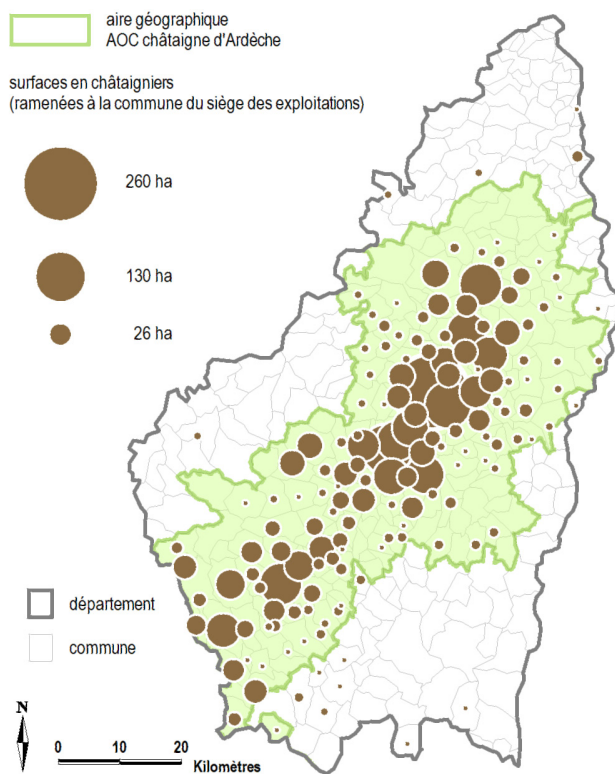 aire géographique
AOC châtaigne d'Ardèche
surfaces en châtaigniers
(ramenées à la commune du siège des exploitations)
260 ha
130 ha
26 ha
département
commune
N
0 10 20
Kilomètres